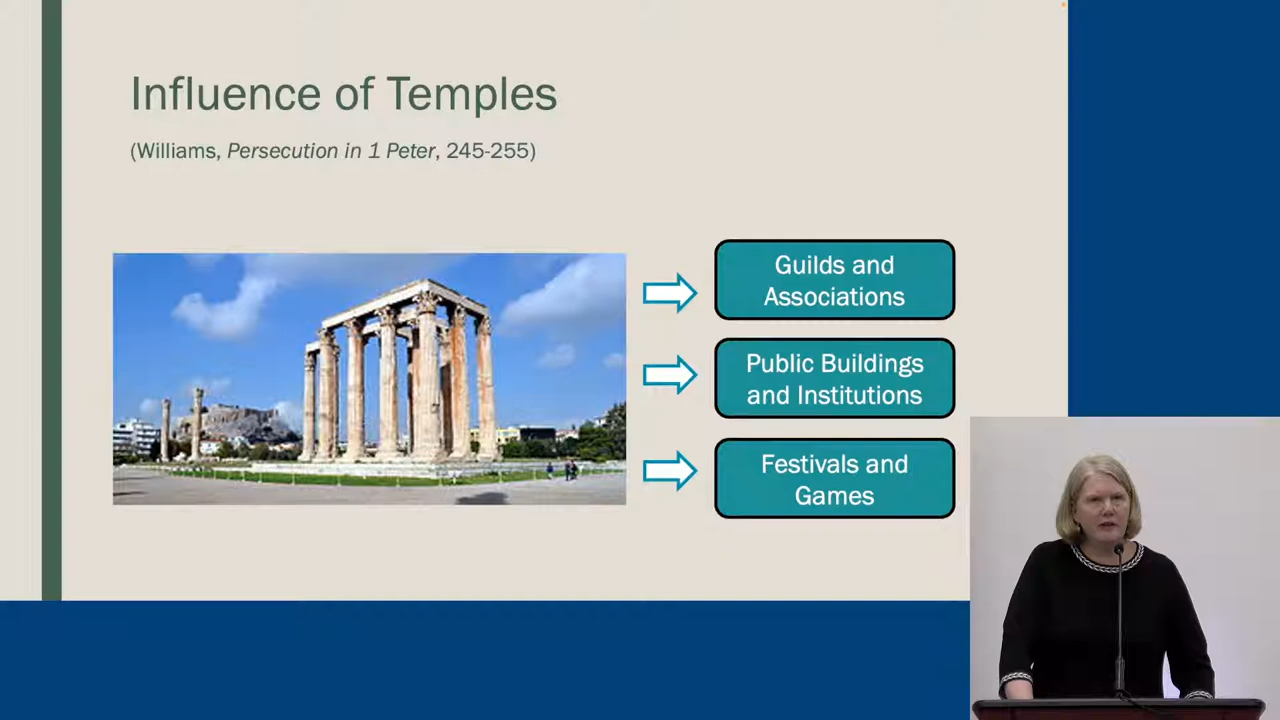 Influence of Temples
(Williams, Persecution in 1 Peter, 245-255)
Guilds and
Associations
Public Buildings
and Institutions
Festivals and
Games